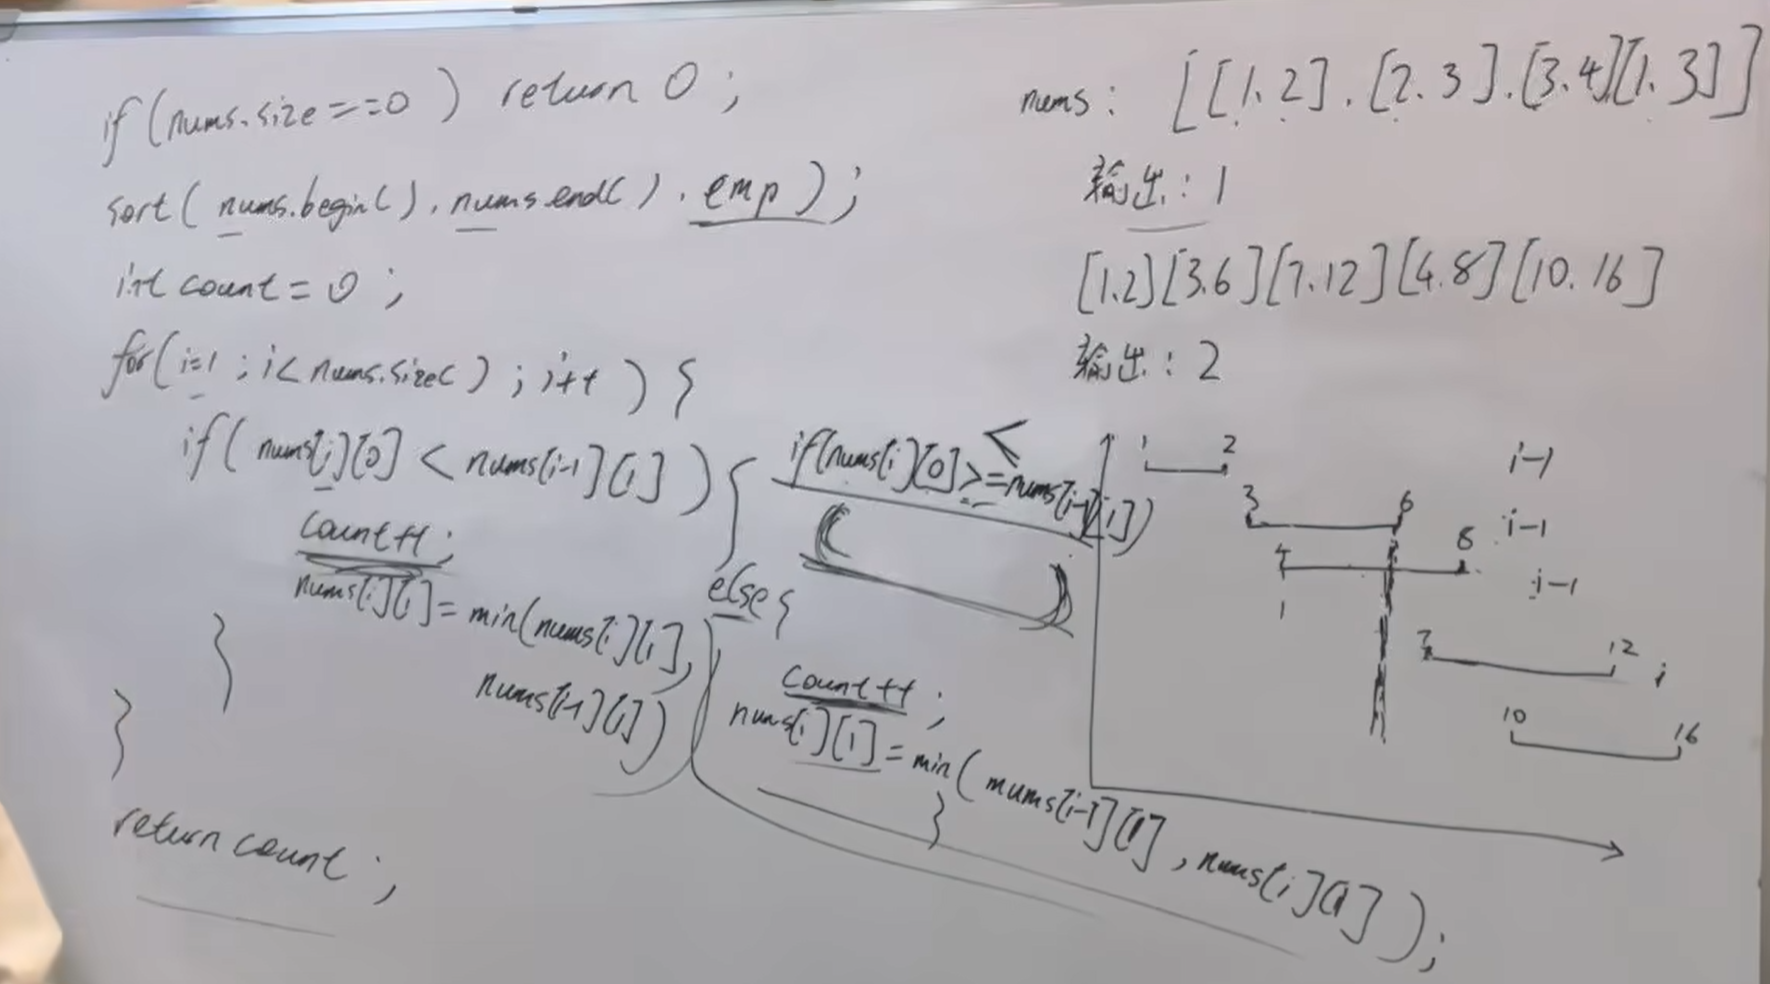 if(nums.size==0) return 0;
sort(nums.begin(),nums.end(),cmp);
int count=0;
for(i=1;i<nums.size();i++){
if(nums[i][0]<nums[i-1][1]){
count++;
nums[i][1]=min(nums[i][1],
nums[i-1][1])
}
}
return count;
<
if(nums[i][0]>=nums[i-1][1])
else{
count++;
nums[i][1]=min(nums[i-1][1],nums[i][1]);
}
nums: [[1.2].[2.3].[3.4][1.3]]
输出:1
[1.2][3.6][7.12][4.8][10.16]
输出:2
1 2 i-1
3 6 i-1
4 8 i-1
1
7 12 i
10 16